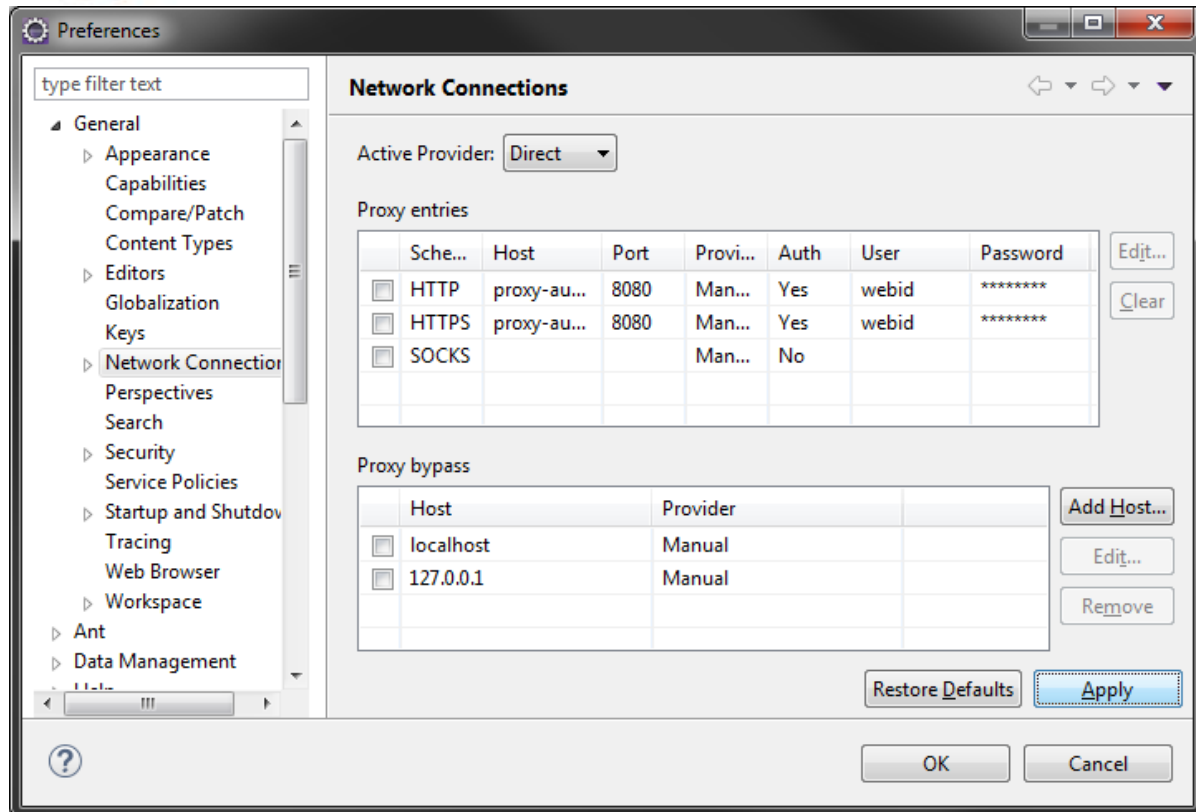 Preferences
type filter text
General
Appearance
Capabilities
Compare/Patch
Content Types
Editors
Globalization
Keys
Network Connection
Perspectives
Search
Security
Service Policies
Startup and Shutdov
Tracing
Web Browser
Workspace
Ant
Data Management
Network Connections
Active Provider: Direct
Proxy entries
Sche... Host Port Provi... Auth User Password
HTTP proxy-au... 8080 Man... Yes webid ********
HTTPS proxy-au... 8080 Man... Yes webid ********
SOCKS Man... No
Edit...
Clear
Proxy bypass
Host Provider
localhost Manual
127.0.0.1 Manual
Add Host...
Edit...
Remove
Restore Defaults Apply
? OK Cancel